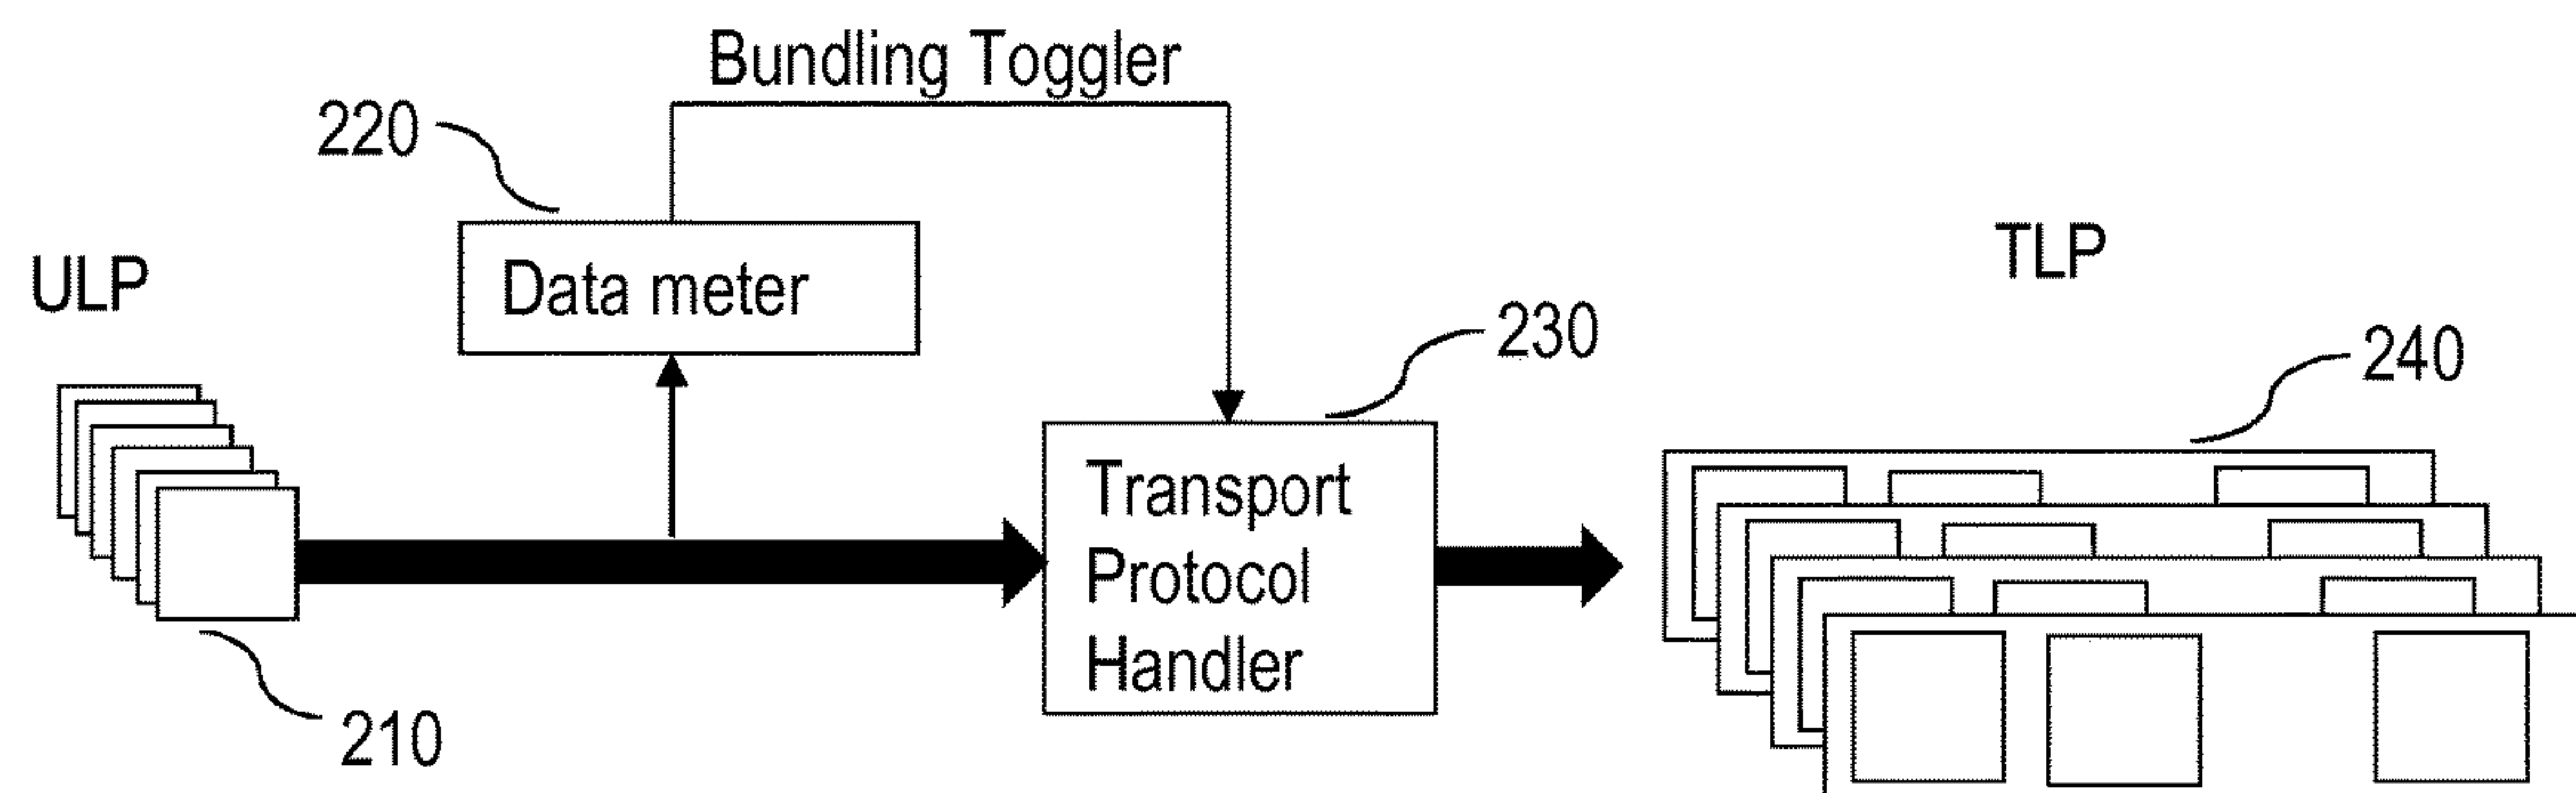 Bundling Toggler
220
ULP
Data meter
TLP
230
240
Transport
Protocol
Handler
210